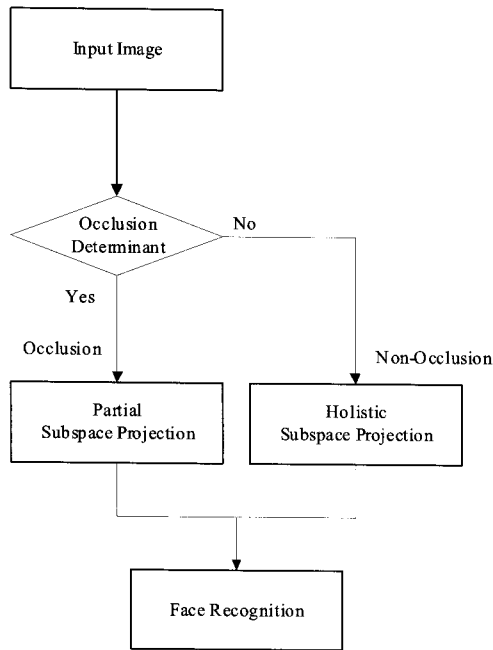 Input Image
Occlusion
Determinant
No
Yes
Occlusion
Non-Occlusion
Partial
Subspace Projection
Holistic
Subspace Projection
Face Recognition